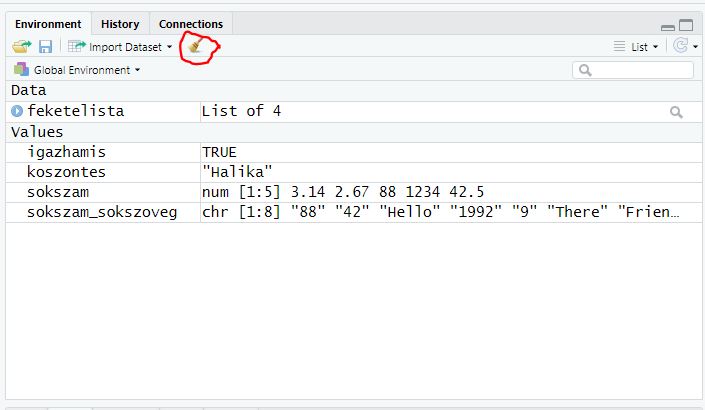 Environment History Connections
Import Dataset List
Global Environment
Data
feketelista List of 4
Values
igazhamis TRUE
koszontes "Halika"
sokszam num [1:5] 3.14 2.67 88 1234 42.5
sokszam_sokszoveg chr [1:8] "88" "42" "Hello" "1992" "9" "There" "Frien…